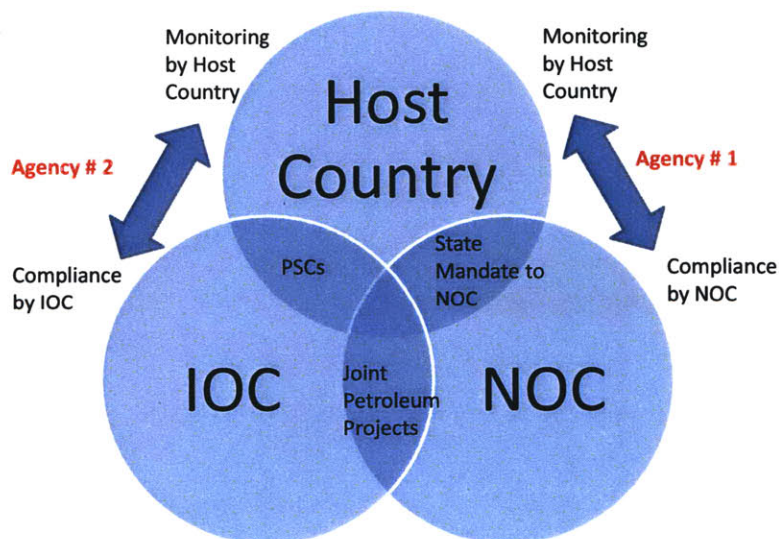 Monitoring
by Host
Country
Monitoring
by Host
Country
Host
Country
Agency # 2
Agency # 1
Compliance
by IOC
PSCs
State
Mandate to
NOC
Compliance
by NOC
IOC
Joint
Petroleum
Projects
NOC